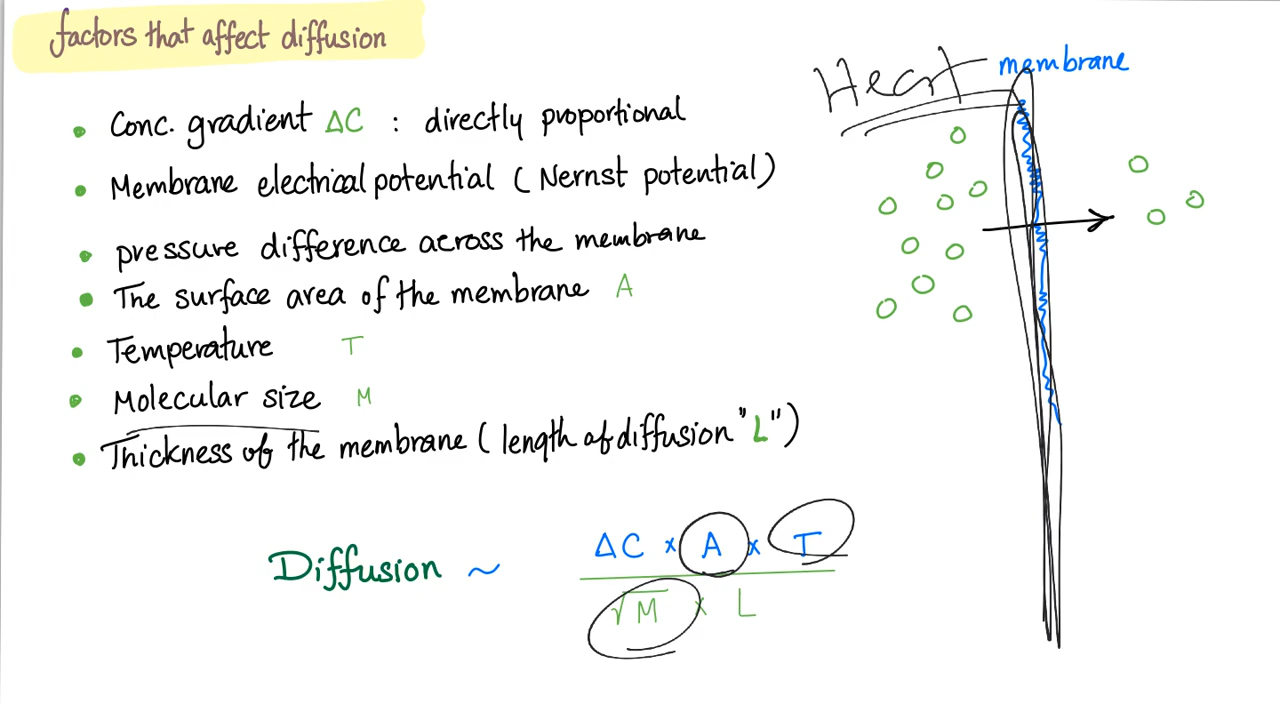 factors that affect diffusion
• Conc. gradient ΔC : directly proportional
• Membrane electrical potential ( Nernst potential )
• pressure difference across the membrane
• The surface area of the membrane A
• Temperature T
• Molecular size M
• Thickness of the membrane ( length of diffusion "L" )
Diffusion ~ ΔC x A x T
√M x L
Heat
membrane